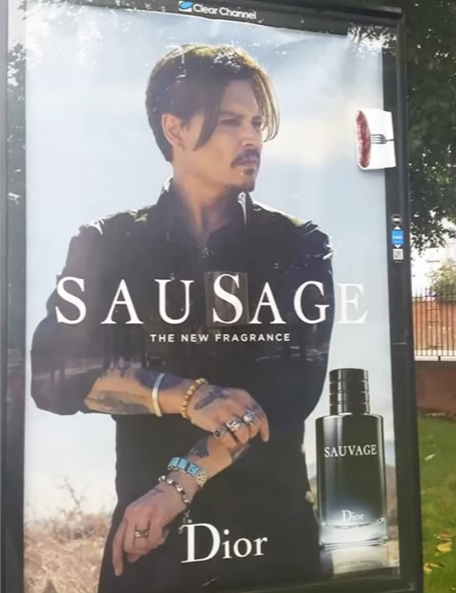 Clear Channel
SAUSAGE
THE NEW FRAGRANCE
SAUVAGE
Dior
Dior